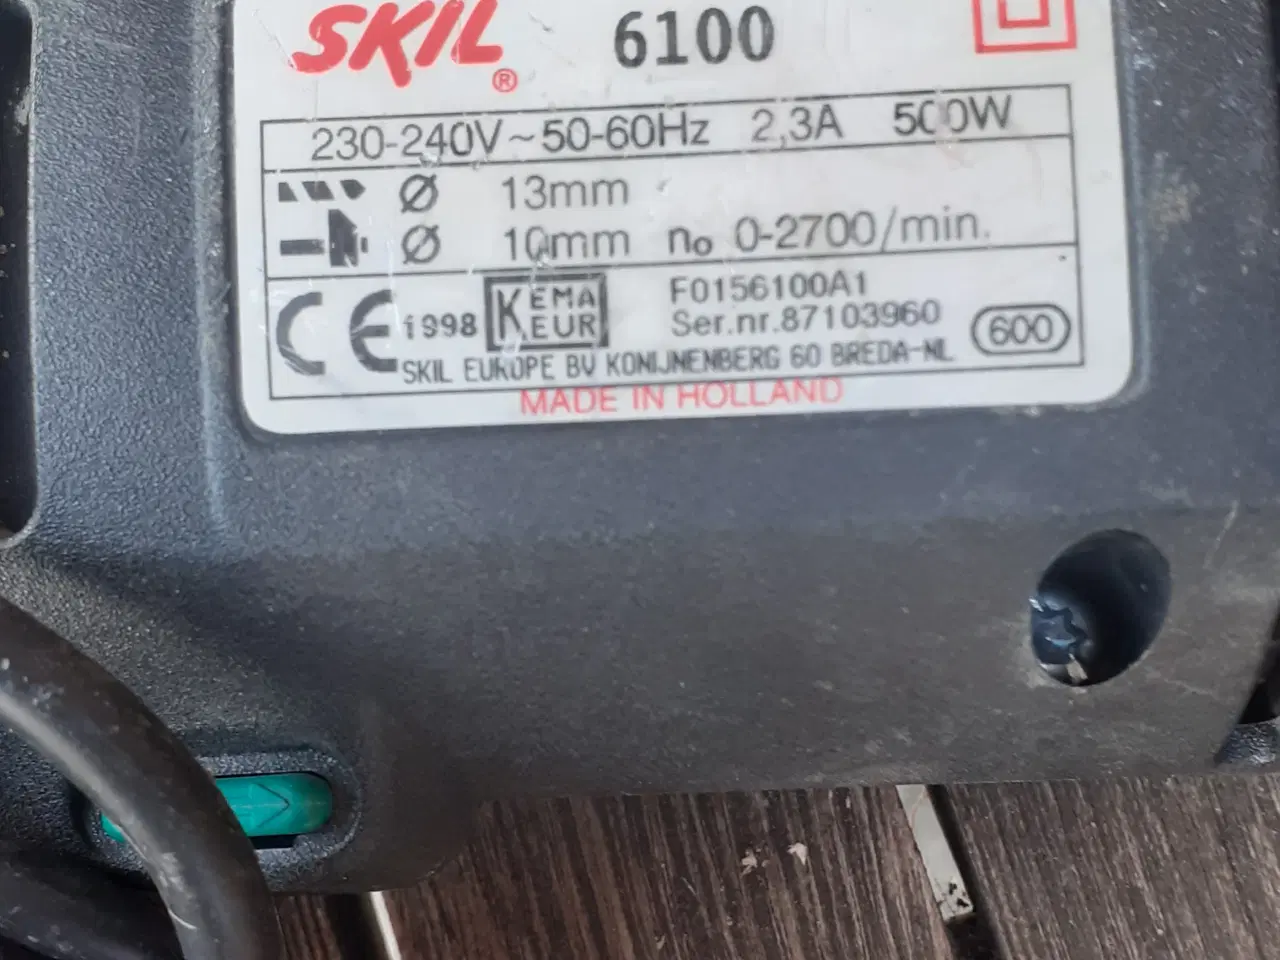 SKIL® 6100
230-240V~50-60Hz 2,3A 500W
Ø 13mm
Ø 10mm no 0-2700/min.
CE 1998 KEMA KEUR F0156100A1
Ser.nr.87103960 600
SKIL EUROPE BV KONIJNENBERG 60 BREDA-NL
MADE IN HOLLAND